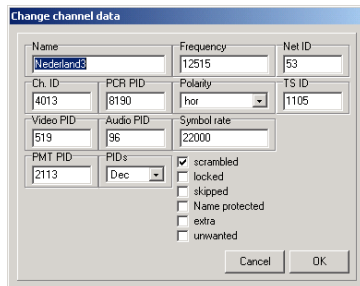 Change channel data
Name Frequency Net ID
Nederland3 12515 53
Ch. ID PCR PID Polarity TS ID
4013 8190 hor 1105
Video PID Audio PID Symbol rate
519 96 22000
PMT PID PIDs
2113 Dec
scrambled
locked
skipped
Name protected
extra
unwanted
Cancel OK